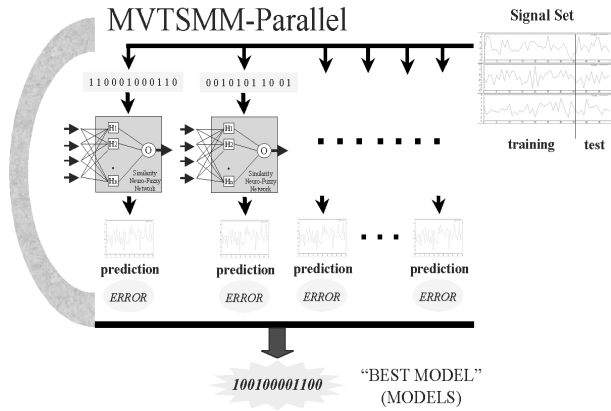 MVTSMM-Parallel
Signal Set
training test
110001000110 0010101 10 01
H1
H2
Hn
O
Similarity
Neuro-Fuzzy
Network
H1
H2
Hn
O
Similarity
Neuro-Fuzzy
Network
prediction prediction prediction prediction
ERROR ERROR ERROR ERROR
100100001100
“BEST MODEL”
(MODELS)